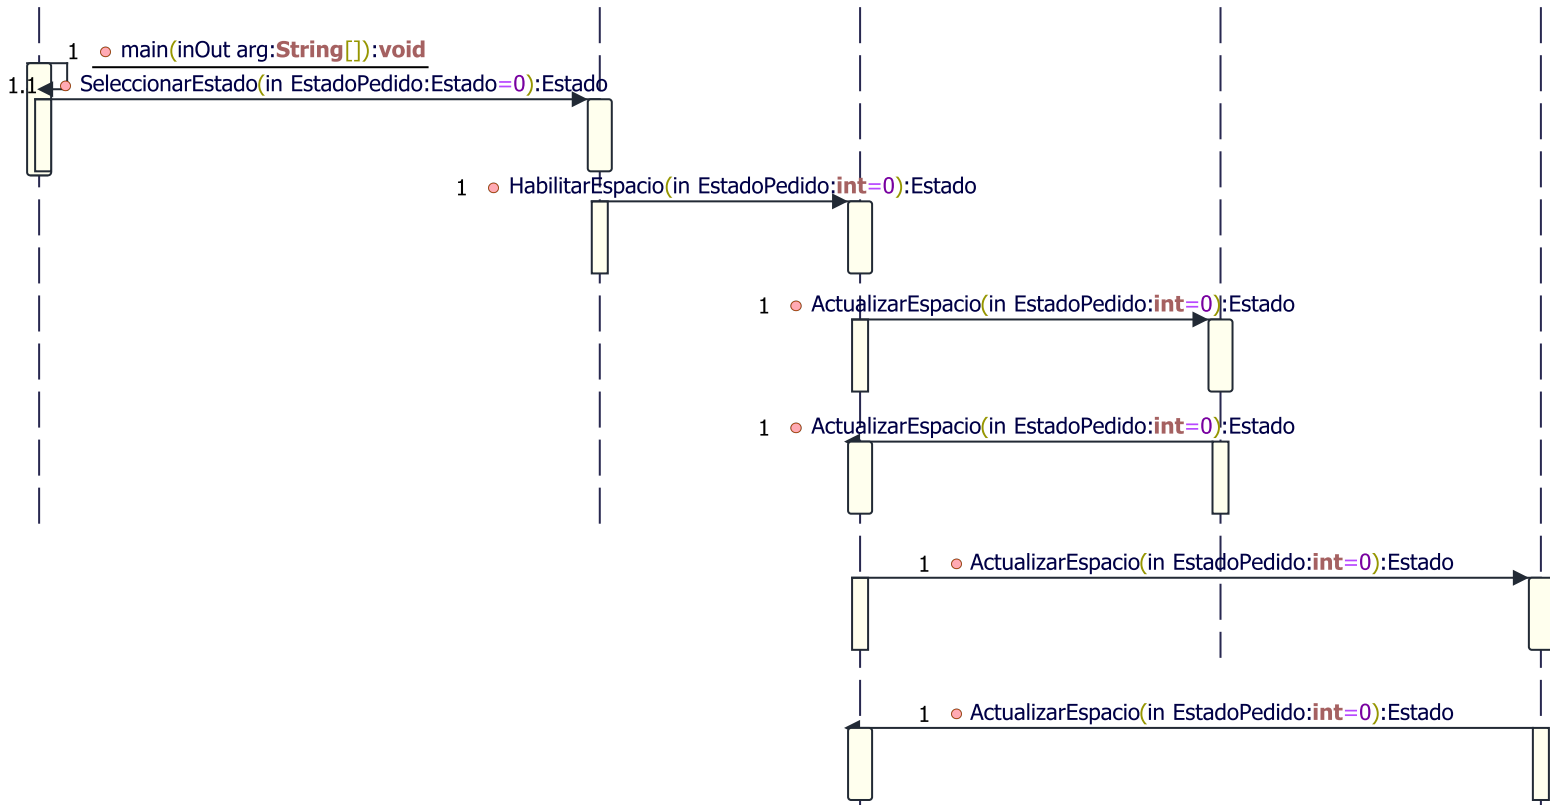 1 main(inOut arg:String[]):void
1.1 SeleccionarEstado(in EstadoPedido:Estado=0):Estado
1 HabilitarEspacio(in EstadoPedido:int=0):Estado
1 ActualizarEspacio(in EstadoPedido:int=0):Estado
1 ActualizarEspacio(in EstadoPedido:int=0):Estado
1 ActualizarEspacio(in EstadoPedido:int=0):Estado
1 ActualizarEspacio(in EstadoPedido:int=0):Estado